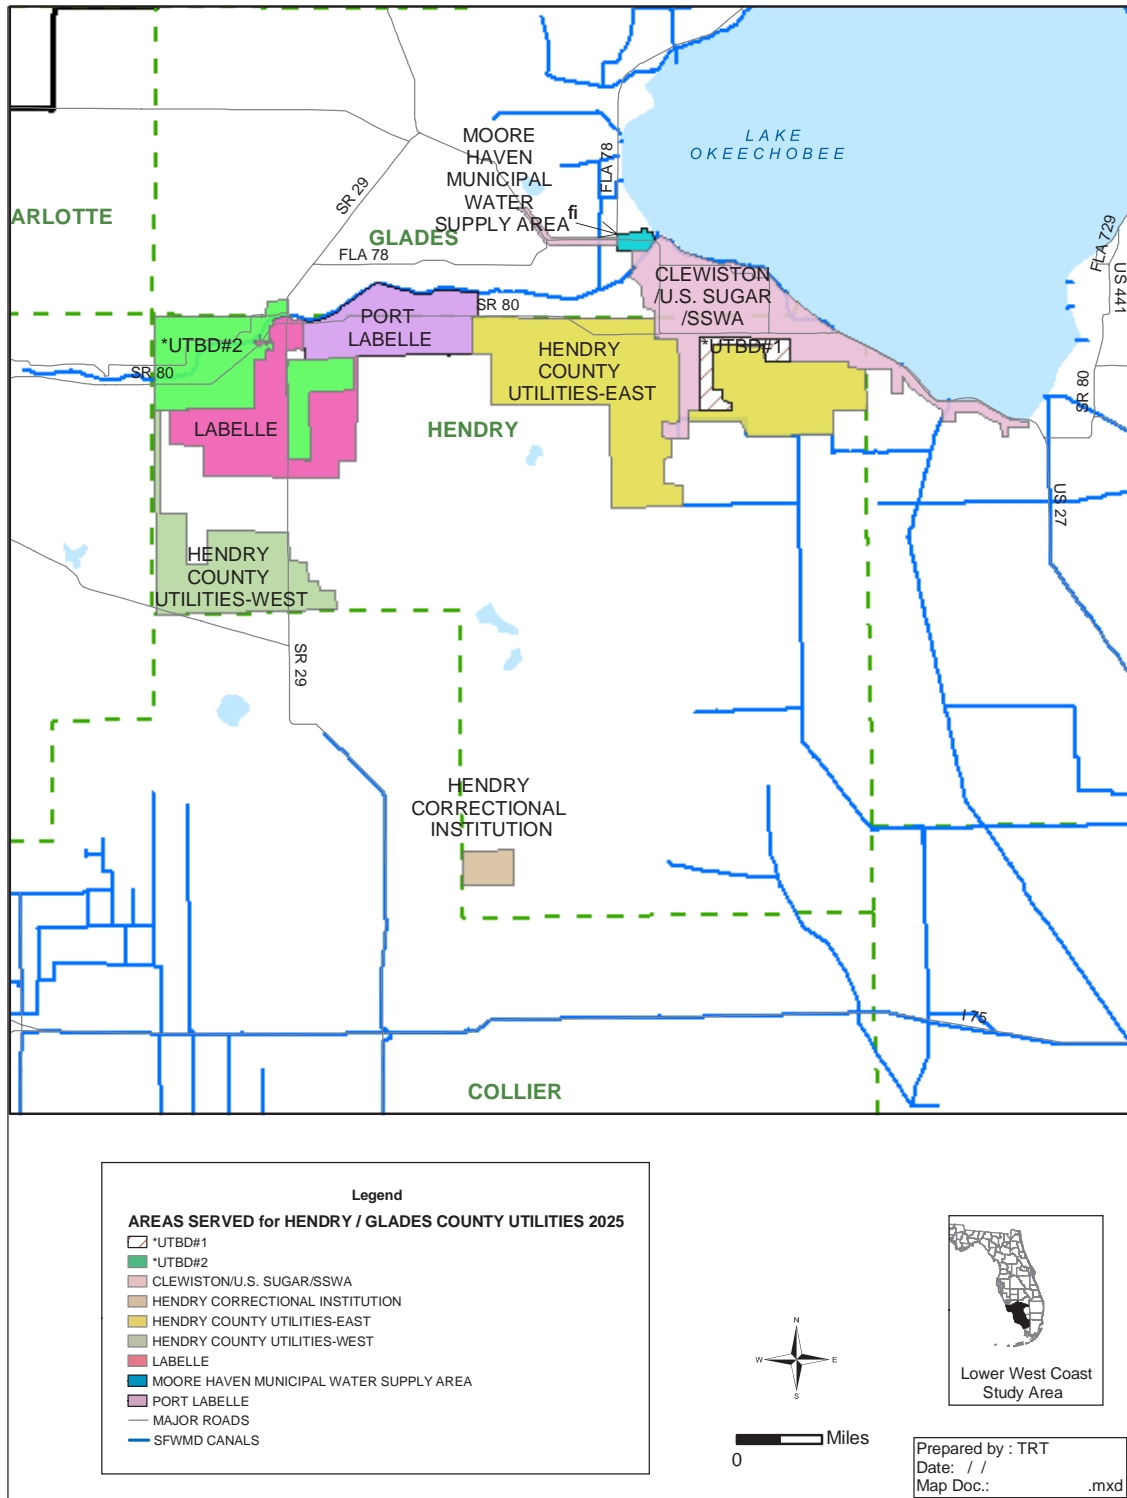 LAKE
OKEECHOBEE
MOORE
HAVEN
MUNICIPAL
WATER
SUPPLY AREA
fi
FLA 78
SR 29
ARLOTTE
GLADES
FLA 78
FLA 729
US 441
CLEWISTON
/U.S. SUGAR
/SSWA
SR 80
PORT
LABELLE
*UTBD#2
*UTBD#1
HENDRY
COUNTY
UTILITIES-EAST
SR 80
SR 80
LABELLE
HENDRY
US 27
HENDRY
COUNTY
UTILITIES-WEST
SR 29
HENDRY
CORRECTIONAL
INSTITUTION
I 75
COLLIER
Legend
AREAS SERVED for HENDRY / GLADES COUNTY UTILITIES 2025
*UTBD#1
*UTBD#2
CLEWISTON/U.S. SUGAR/SSWA
HENDRY CORRECTIONAL INSTITUTION
HENDRY COUNTY UTILITIES-EAST
HENDRY COUNTY UTILITIES-WEST
LABELLE
MOORE HAVEN MUNICIPAL WATER SUPPLY AREA
PORT LABELLE
MAJOR ROADS
SFWMD CANALS
N
W E
S
Miles
0
Lower West Coast
Study Area
Prepared by : TRT
Date: / /
Map Doc.: .mxd